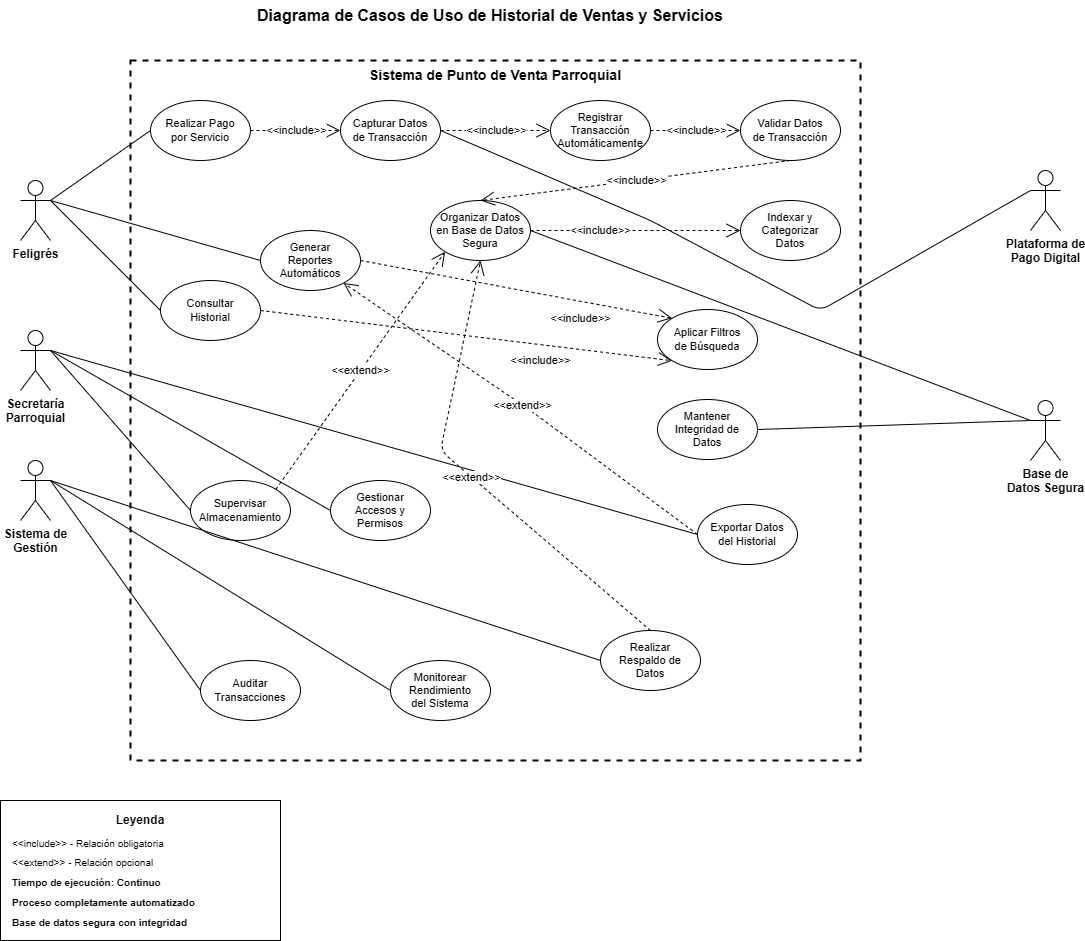 Diagrama de Casos de Uso de Historial de Ventas y Servicios
Sistema de Punto de Venta Parroquial
Realizar Pago
por Servicio
<<include>>
Capturar Datos
de Transacción
<<include>>
Registrar
Transacción
Automáticamente
<<include>>
Validar Datos
de Transacción
<<include>>
Feligrés
Organizar Datos
en Base de Datos
Segura
<<include>>
Indexar y
Categorizar
Datos
Plataforma de
Pago Digital
Generar
Reportes
Automáticos
Consultar
Historial
<<include>>
Aplicar Filtros
de Búsqueda
<<include>>
<<extend>>
Secretaría
Parroquial
<<extend>>
Mantener
Integridad de
Datos
Base de
Datos Segura
<<extend>>
Supervisar
Almacenamiento
Gestionar
Accesos y
Permisos
Exportar Datos
del Historial
Sistema de
Gestión
Realizar
Respaldo de
Datos
Auditar
Transacciones
Monitorear
Rendimiento
del Sistema
Leyenda
<<include>> - Relación obligatoria
<<extend>> - Relación opcional
Tiempo de ejecución: Continuo
Proceso completamente automatizado
Base de datos segura con integridad